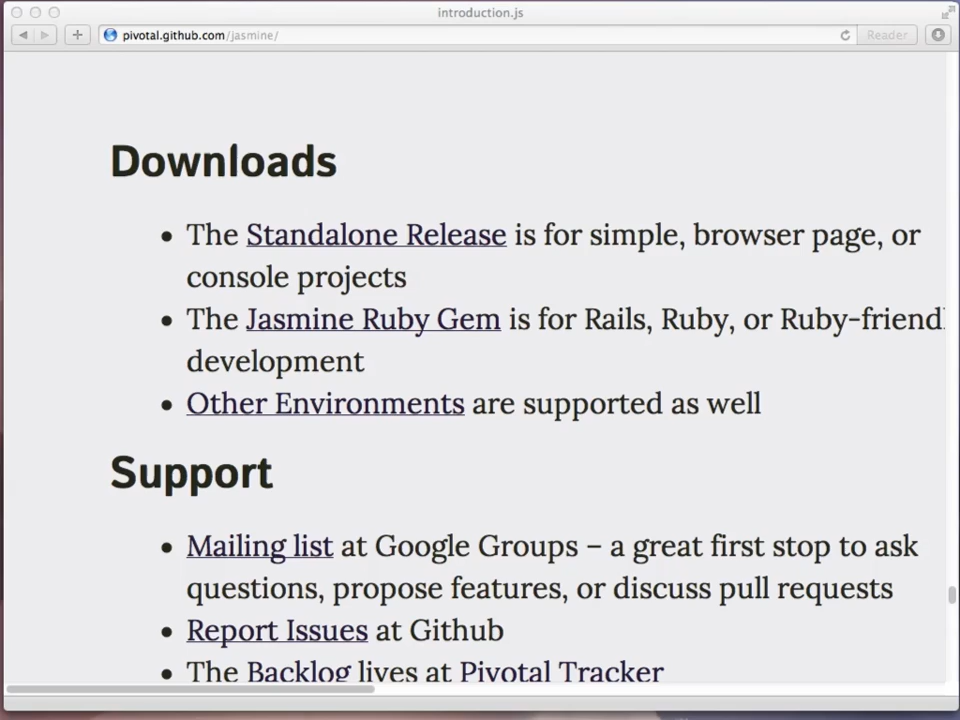 introduction.js
pivotal.github.com/jasmine/
Reader
Downloads
• The Standalone Release is for simple, browser page, or
console projects
• The Jasmine Ruby Gem is for Rails, Ruby, or Ruby-friendl
development
• Other Environments are supported as well
Support
• Mailing list at Google Groups – a great first stop to ask
questions, propose features, or discuss pull requests
• Report Issues at Github
• The Backlog lives at Pivotal Tracker